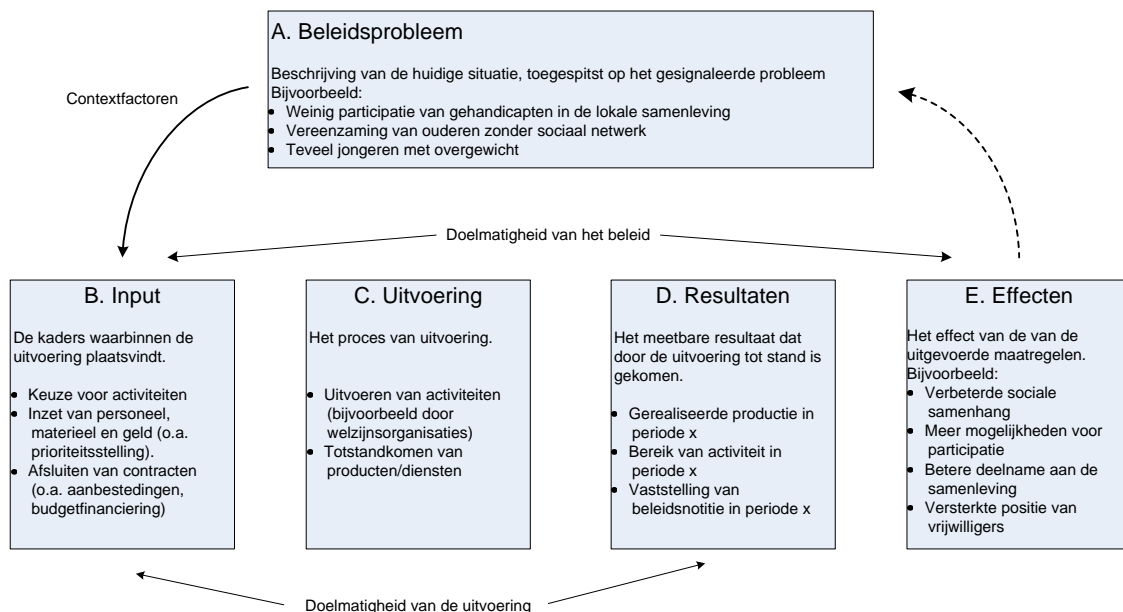 A. Beleidsprobleem
Beschrijving van de huidige situatie, toegespitst op het gesignaleerde probleem
Bijvoorbeeld:
• Weinig participatie van gehandicapten in de lokale samenleving
• Vereenzaming van ouderen zonder sociaal netwerk
• Teveel jongeren met overgewicht
Contextfactoren
Doelmatigheid van het beleid
B. Input
De kaders waarbinnen de
uitvoering plaatsvindt.
• Keuze voor activiteiten
• Inzet van personeel,
materieel en geld (o.a.
prioriteitsstelling).
• Afsluiten van contracten
(o.a. aanbestedingen,
budgetfinanciering)
C. Uitvoering
Het proces van uitvoering.
• Uitvoeren van activiteiten
(bijvoorbeeld door
welzijnsorganisaties)
• Totstandkomen van
producten/diensten
D. Resultaten
Het meetbare resultaat dat
door de uitvoering tot stand is
gekomen.
• Gerealiseerde productie in
periode x
• Bereik van activiteit in
periode x
• Vaststelling van
beleidsnotitie in periode x
E. Effecten
Het effect van de van de
uitgevoerde maatregelen.
Bijvoorbeeld:
• Verbeterde sociale
samenhang
• Meer mogelijkheden voor
participatie
• Betere deelname aan de
samenleving
• Versterkte positie van
vrijwilligers
Doelmatigheid van de uitvoering